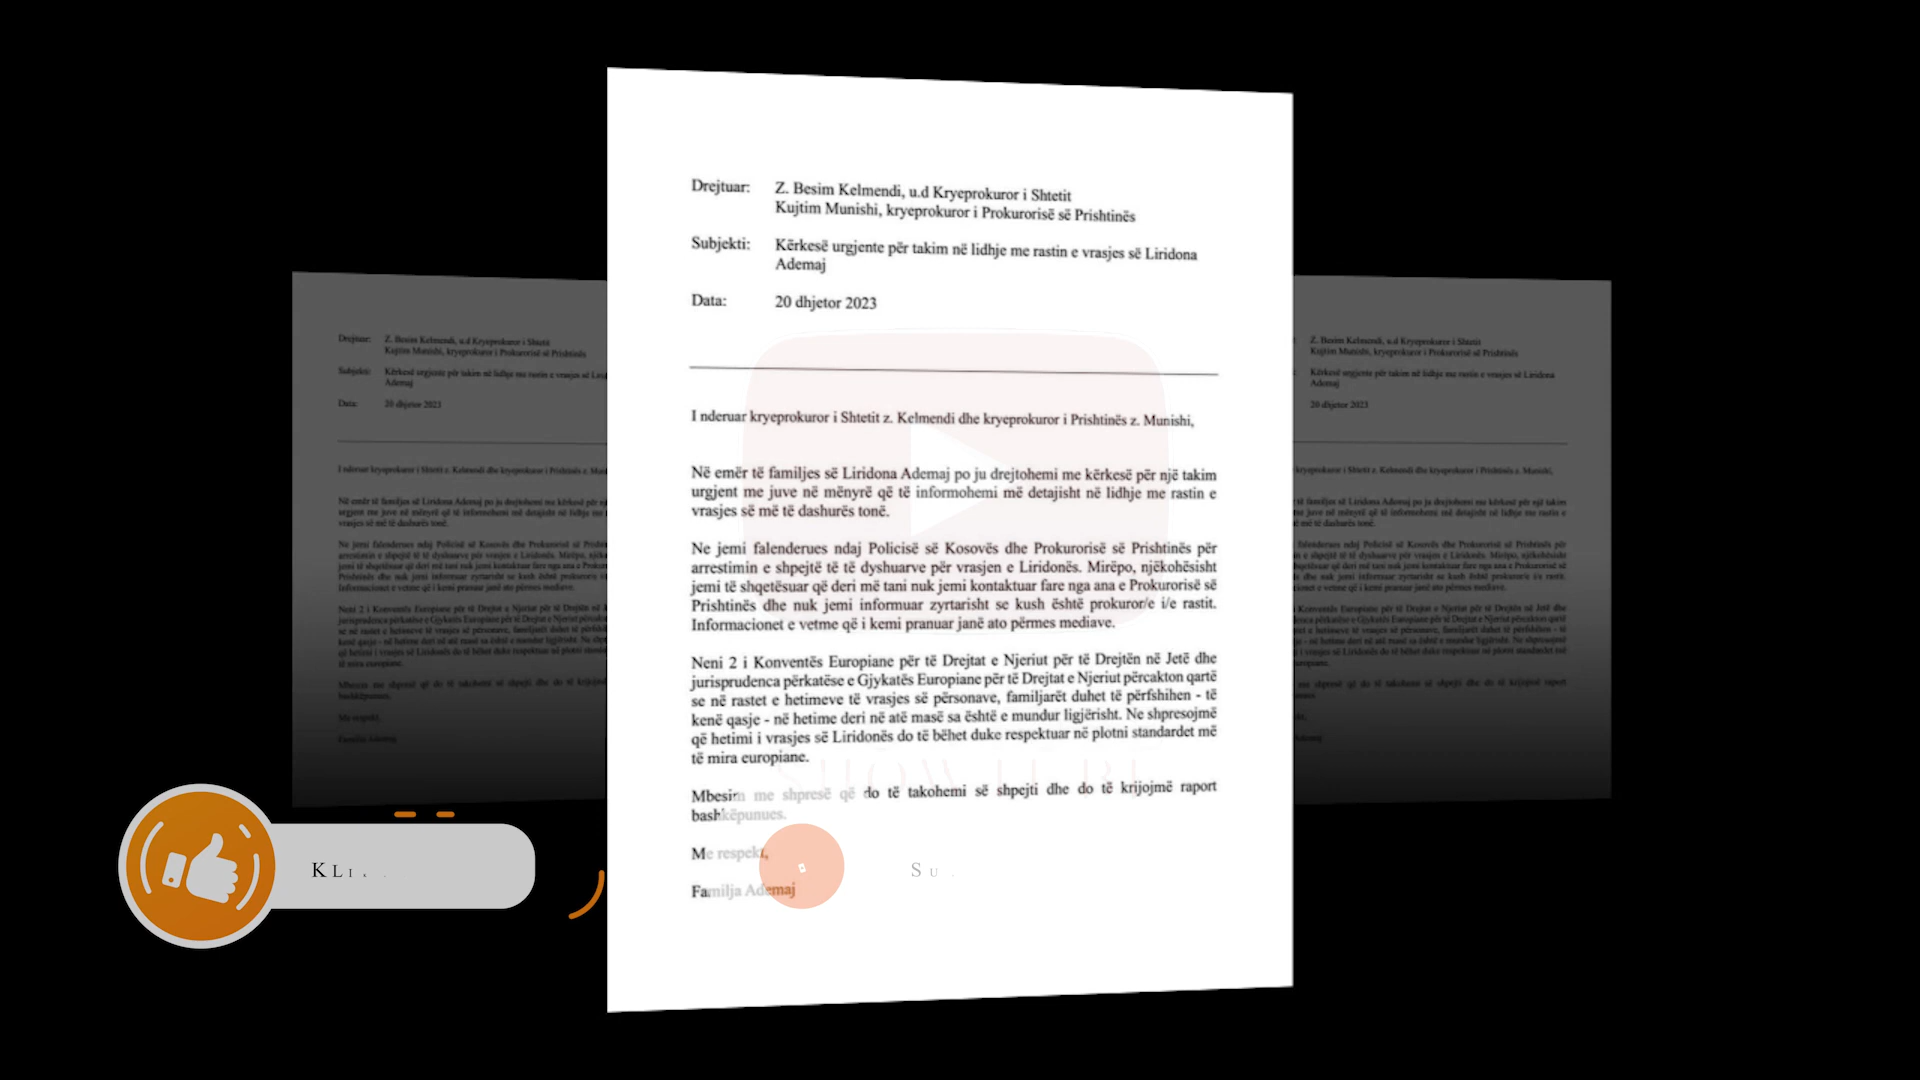 Drejtuar: Z. Besim Kelmendi, u.d Kryeprokuror i Shtetit
Kujtim Munishi, kryeprokuror i Prokurorisë së Prishtinës
Subjekti: Kërkesë urgjente për takim në lidhje me rastin e vrasjes së Liridona
Ademaj
Data: 20 dhjetor 2023
I nderuar kryeprokuror i Shtetit z. Kelmendi dhe kryeprokuror i Prishtinës z. Munishi,
Në emër të familjes së Liridona Ademaj po ju drejtohemi me kërkesë për një takim
urgjent me juve në mënyrë që të informohemi më detajisht në lidhje me rastin e
vrasjes së më të dashurës tonë.
Ne jemi falenderues ndaj Policisë së Kosovës dhe Prokurorisë së Prishtinës për
arrestimin e shpejtë të të dyshuarve për vrasjen e Liridonës. Mirëpo, njëkohësisht
jemi të shqetësuar që deri më tani nuk jemi kontaktuar fare nga ana e Prokurorisë së
Prishtinës dhe nuk jemi informuar zyrtarisht se kush është prokuror/e i/e rastit.
Informacionet e vetme që i kemi pranuar janë ato përmes mediave.
Neni 2 i Konventës Europiane për të Drejtat e Njeriut për të Drejtën në Jetë dhe
jurisprudenca përkatëse e Gjykatës Europiane për të Drejtat e Njeriut përcakton qartë
se në rastet e hetimeve të vrasjes së përsonave, familjarët duhet të përfshihen - të
kenë qasje - në hetime deri në atë masë sa është e mundur ligjërisht. Ne shpresojmë
që hetimi i vrasjes së Liridonës do të bëhet duke respektuar në plotni standardet më
të mira europiane.
Mbesim me shpresë që do të takohemi së shpejti dhe do të krijojmë raport
bashkëpunues.
Me respekt,
Familja Ademaj